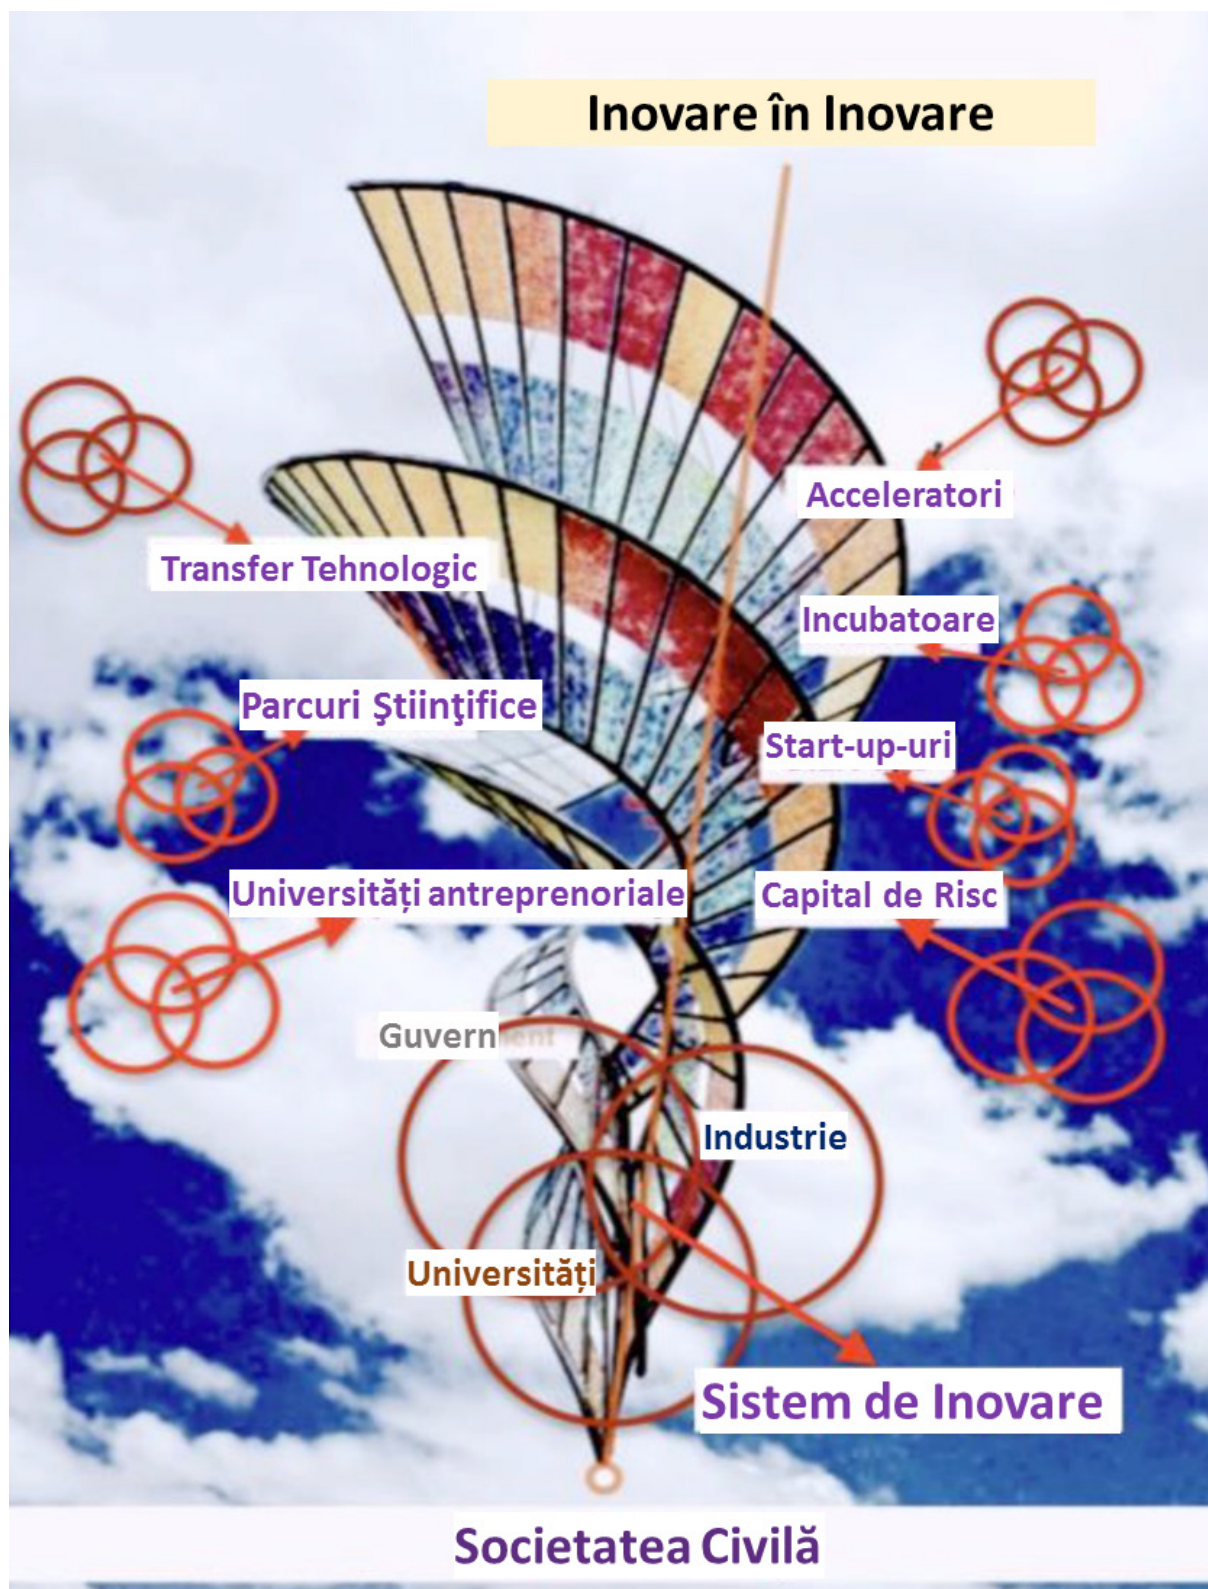 Inovare în Inovare
Acceleratori
Transfer Tehnologic
Incubatoare
Parcuri Ştiinţifice
Start-up-uri
Universități antreprenoriale
Capital de Risc
Guvern
Industrie
Universități
Sistem de Inovare
Societatea Civilă